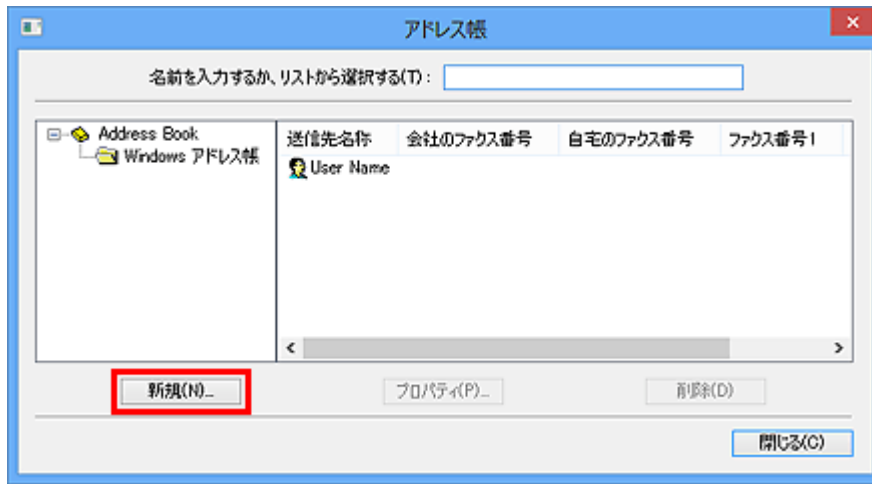 アドレス帳
名前を入力するか、リストから選択する(T):
Address Book
Windows アドレス帳
送信先名称 会社のファクス番号 自宅のファクス番号 ファクス番号1
User Name
新規(N)... プロパティ(P)... 削除(D)
閉じる(C)